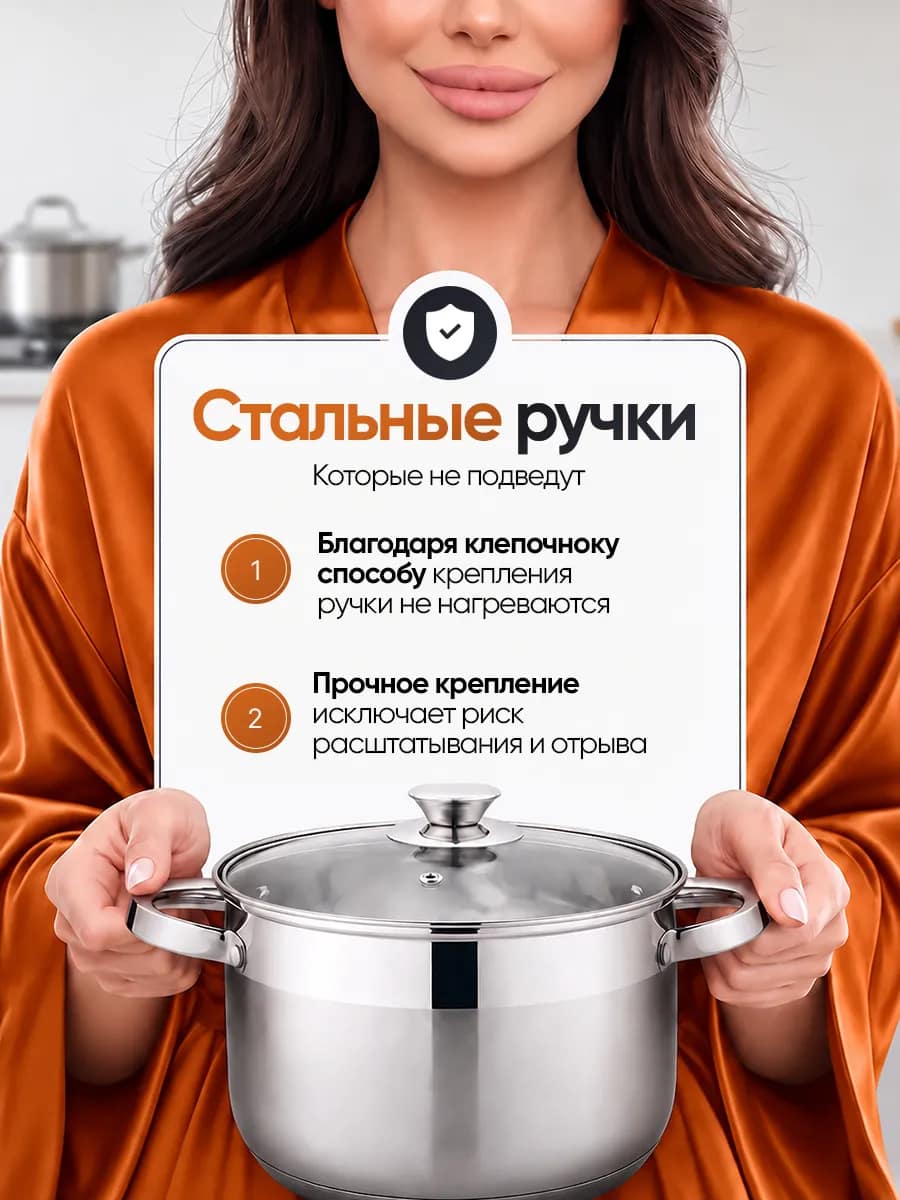 Стальные ручки
Которые не подведут
1
Благодаря клепочноку
способу крепления
ручки не нагреваются
2
Прочное крепление
исключает риск
расштатывания и отрыва